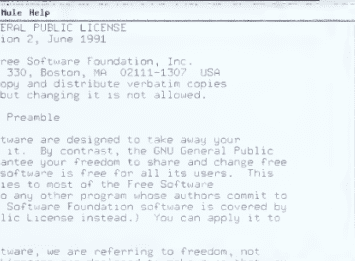 Mule Help
ERAL PUBLIC LICENSE
ion 2, June 1991
ree Software Foundation, Inc.
330, Boston, MA 02111-1307 USA
opy and distribute verbatim copies
but changing it is not allowed.
Preamble
tware are designed to take away your
it. By contrast, the GNU General Public
antee your freedom to share and change free
software is free for all its users. This
ies to most of the Free Software
o any other program whose authors commit to
Software Foundation software is covered by
lic License instead.) You can apply it to
tware, we are referring to freedom, not